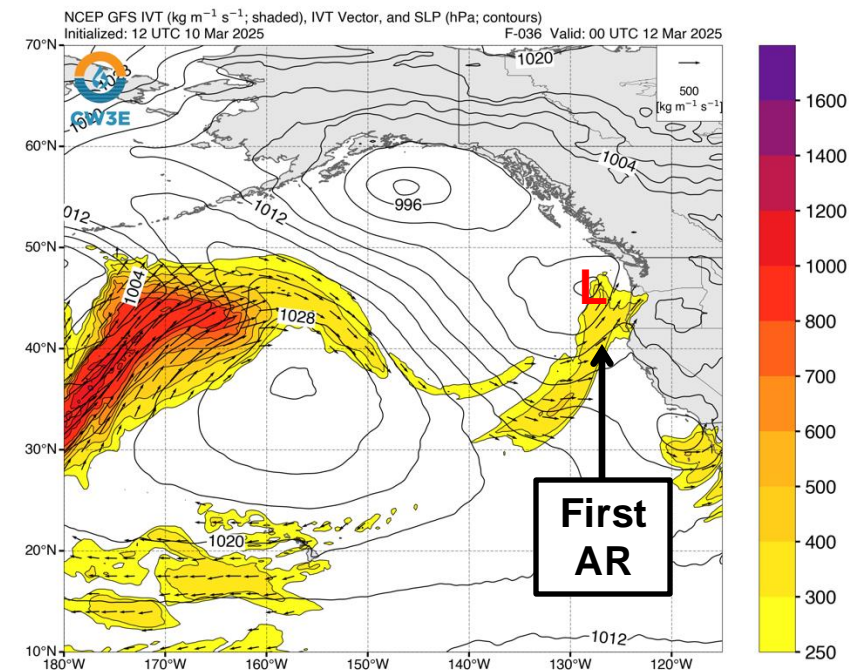 NCEP GFS IVT (kg m⁻¹ s⁻¹; shaded), IVT Vector, and SLP (hPa; contours)
Initialized: 12 UTC 10 Mar 2025 F-036 Valid: 00 UTC 12 Mar 2025
70°N
1020
500
[kg m⁻¹ s⁻¹]
CW3E
1600
1400
60°N
1004
996
1012
1200
012
50°N
1000
1004
L
1028
800
40°N
700
600
30°N
First
AR
500
1020
400
20°N
300
1012
10°N
250
180°W 170°W 160°W 150°W 140°W 130°W 120°W